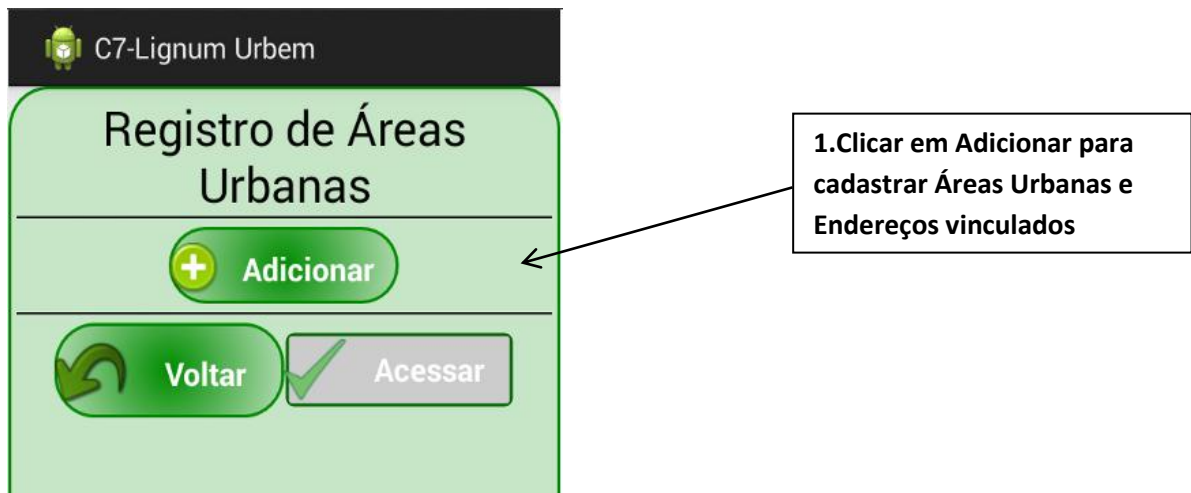 C7-Lignum Urbem
Registro de Áreas
Urbanas
Adicionar
Voltar
Acessar
1.Clicar em Adicionar para
cadastrar Áreas Urbanas e
Endereços vinculados